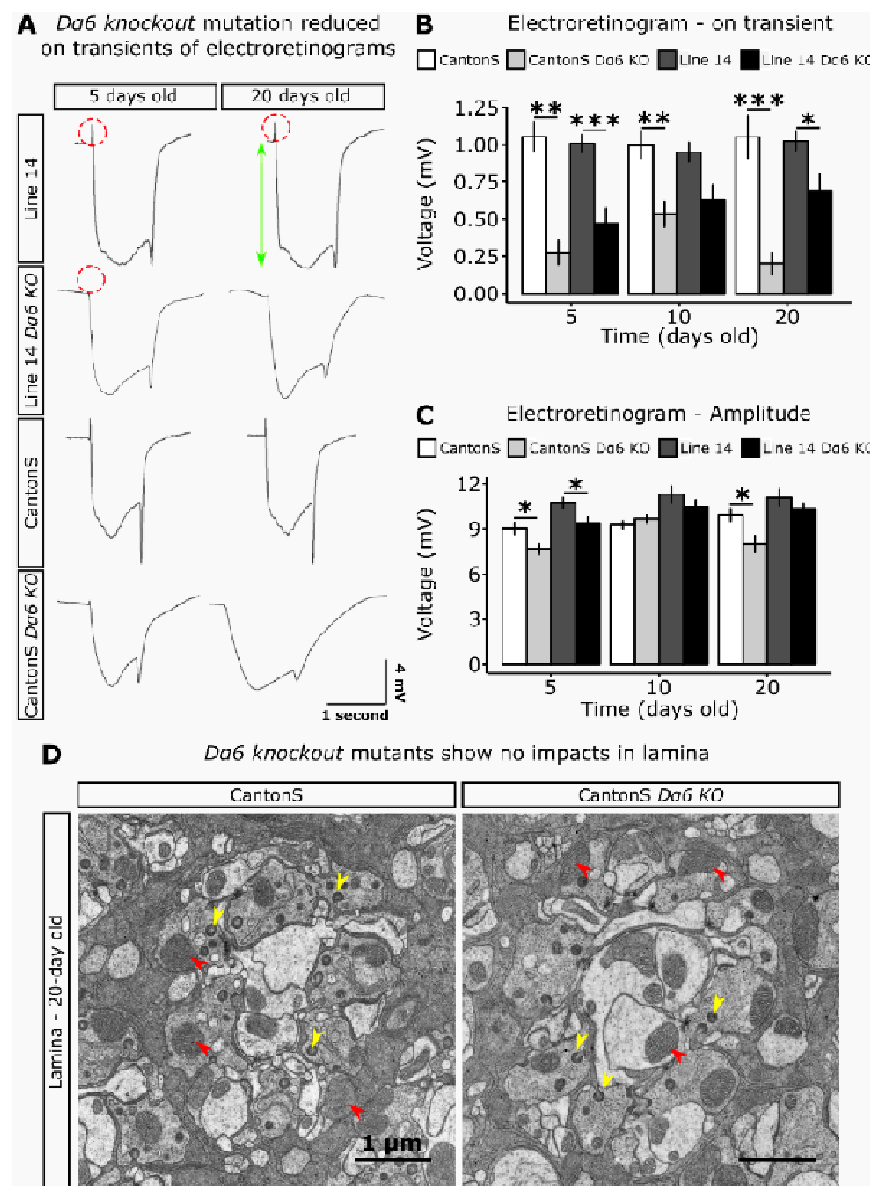 A Dα6 knockout mutation reduced
on transients of electroretinograms
5 days old 20 days old
Line 14
Line 14 Dα6 KO
CantonS
CantonS Dα6 KO
4 mV
1 second
B Electroretinogram - on transient
CantonS CantonS Dα6 KO Line 14 Line 14 Dα6 KO
Voltage (mV)
1.25
1.00
0.75
0.50
0.25
0.00
** *** ** *** *
5 10 20
Time (days old)
C Electroretinogram - Amplitude
CantonS CantonS Dα6 KO Line 14 Line 14 Dα6 KO
Voltage (mV)
12
9
6
3
0
* * *
5 10 20
Time (days old)
D Dα6 knockout mutants show no impacts in lamina
CantonS CantonS Dα6 KO
Lamina - 20-day old
1 µm